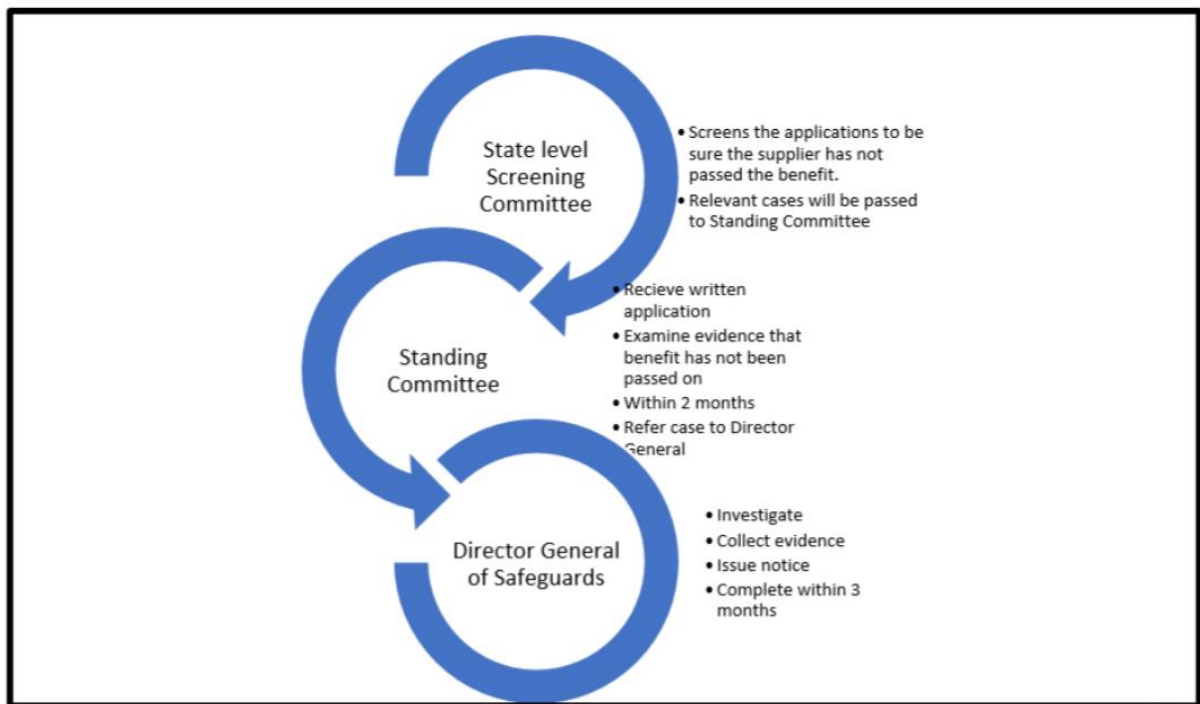 State level
Screening
Committee
• Screens the applications to be
sure the supplier has not
passed the benefit.
• Relevant cases will be passed
to Standing Committee
Standing
Committee
• Recieve written
application
• Examine evidence that
benefit has not been
passed on
• Within 2 months
• Refer case to Director
General
Director General
of Safeguards
• Investigate
• Collect evidence
• Issue notice
• Complete within 3
months